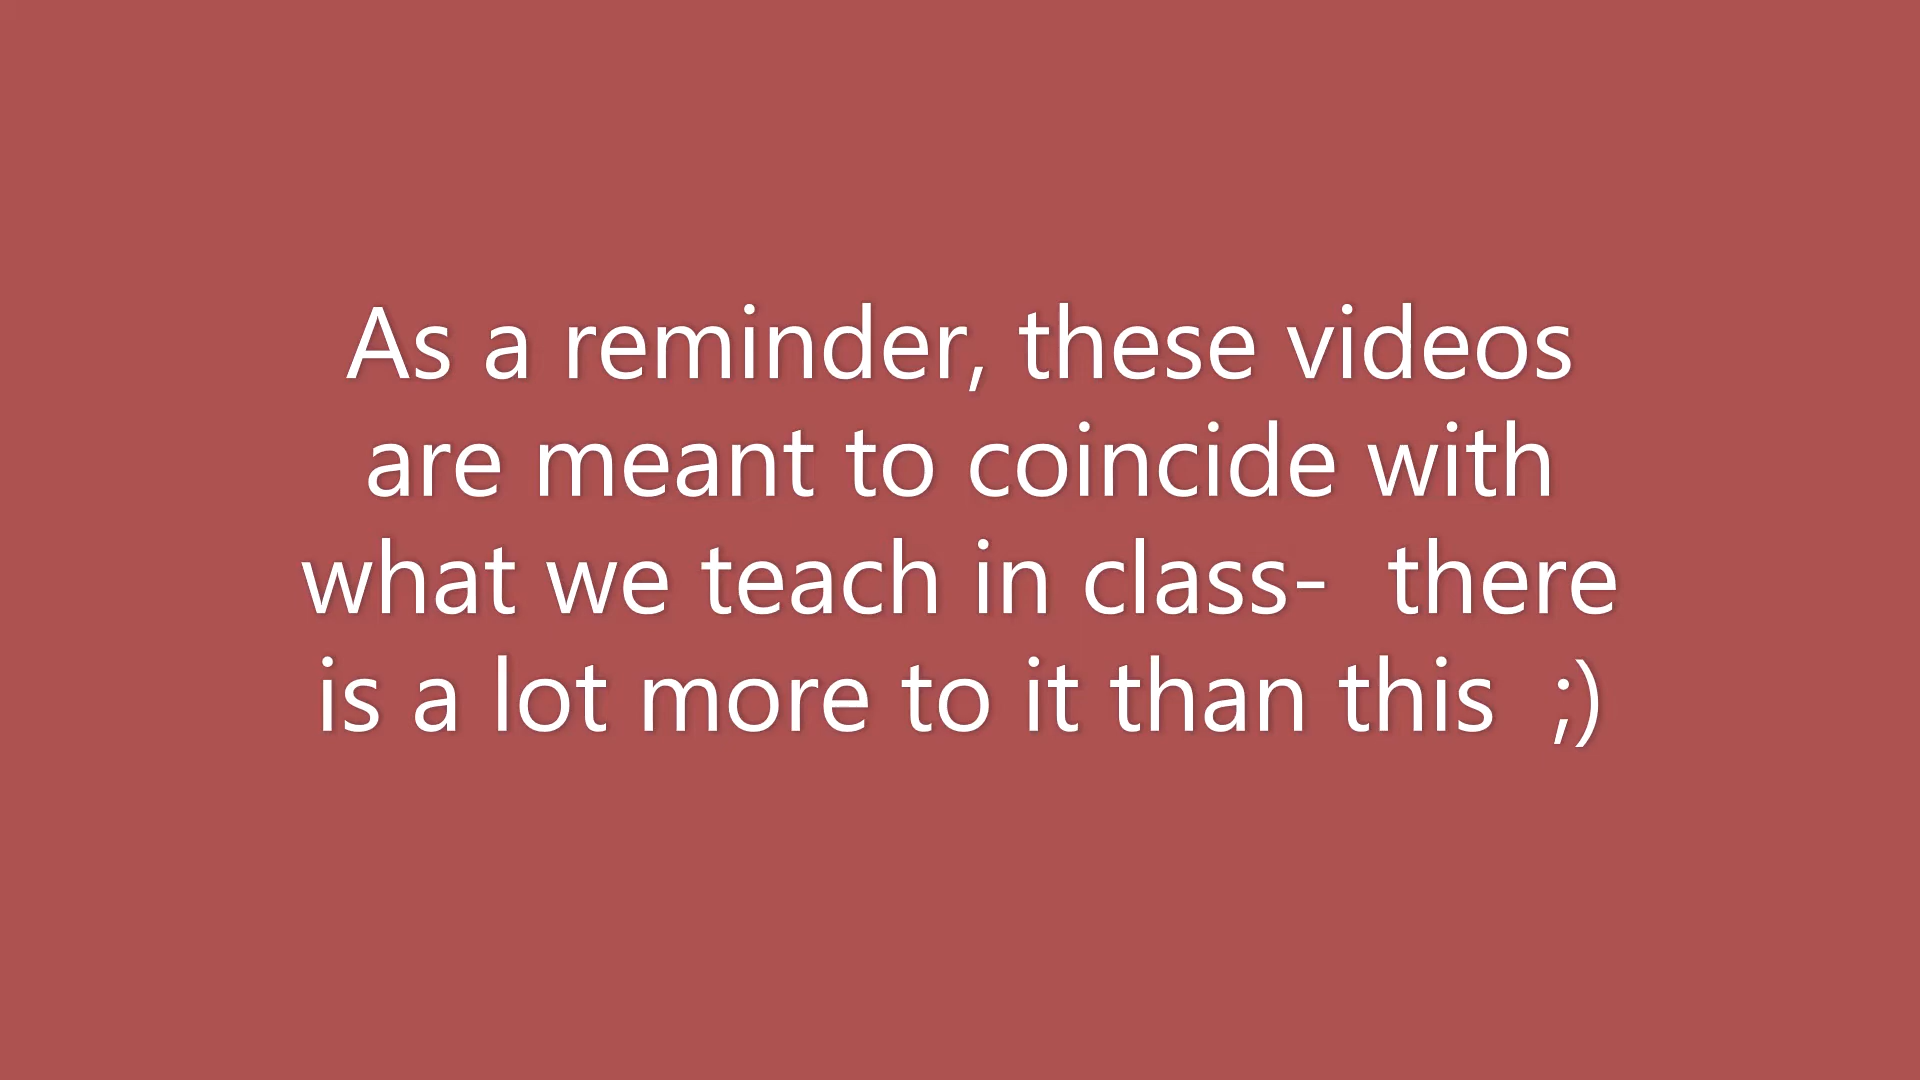 As a reminder, these videos
are meant to coincide with
what we teach in class-  there
is a lot more to it than this  ;)